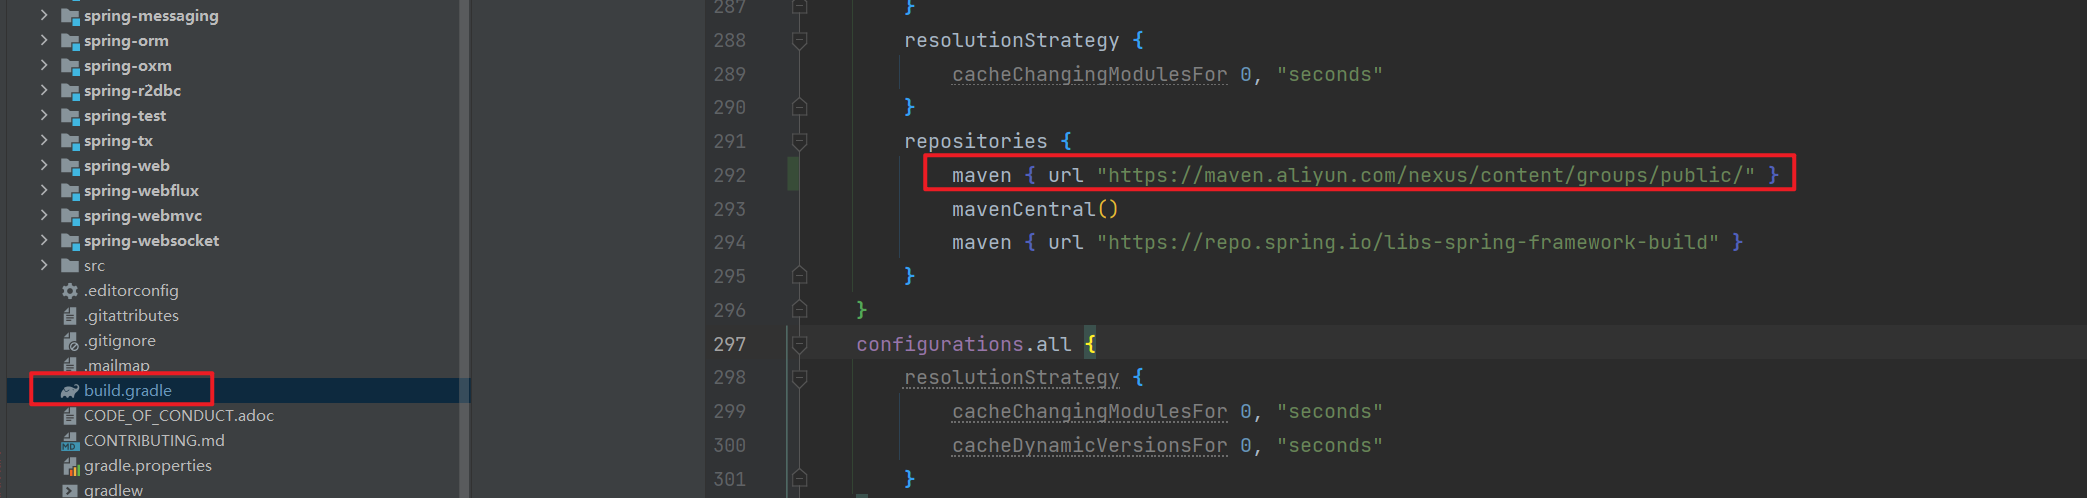 spring-messaging
spring-orm
spring-oxm
spring-r2dbc
spring-test
spring-tx
spring-web
spring-webflux
spring-webmvc
spring-websocket
src
.editorconfig
.gitattributes
.gitignore
.mailmap
build.gradle
CODE_OF_CONDUCT.adoc
CONTRIBUTING.md
gradle.properties
gradlew
287 }
288 resolutionStrategy {
289 cacheChangingModulesFor 0, "seconds"
290 }
291 repositories {
292 maven { url "https://maven.aliyun.com/nexus/content/groups/public/" }
293 mavenCentral()
294 maven { url "https://repo.spring.io/libs-spring-framework-build" }
295 }
296 }
297 configurations.all {
298 resolutionStrategy {
299 cacheChangingModulesFor 0, "seconds"
300 cacheDynamicVersionsFor 0, "seconds"
301 }